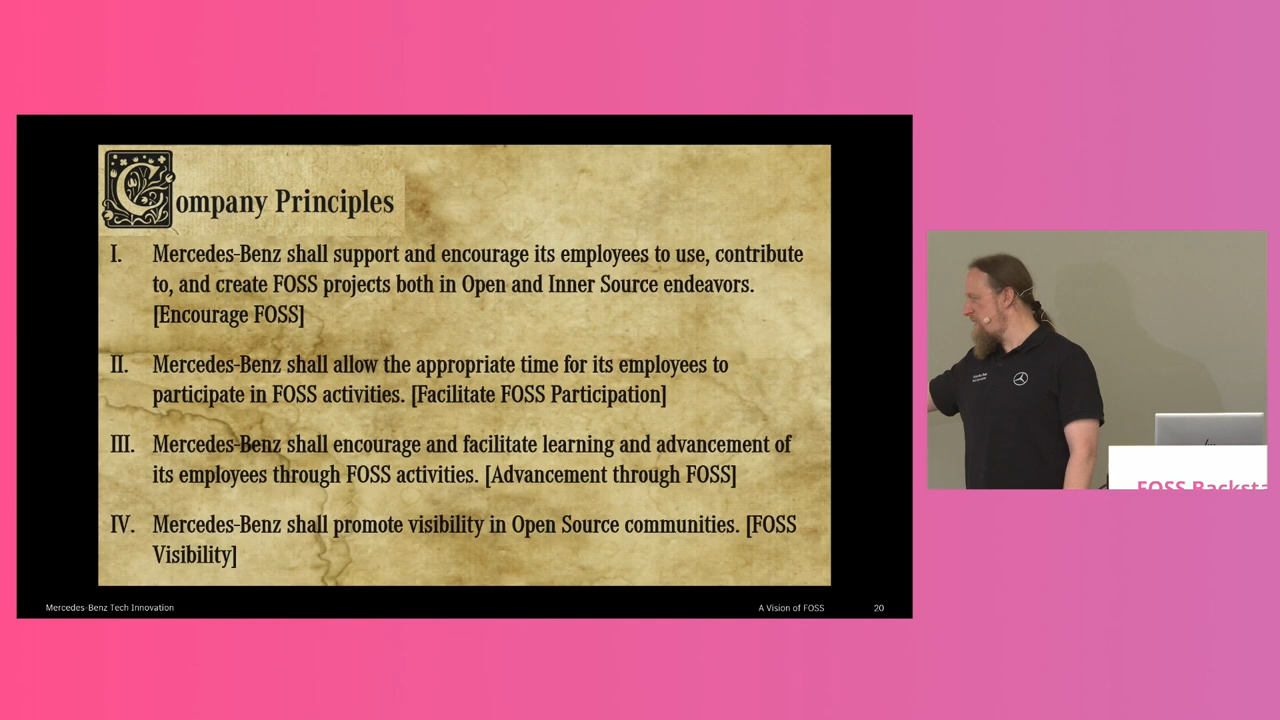 Company Principles
I. Mercedes-Benz shall support and encourage its employees to use, contribute
to, and create FOSS projects both in Open and Inner Source endeavors.
[Encourage FOSS]
II. Mercedes-Benz shall allow the appropriate time for its employees to
participate in FOSS activities. [Facilitate FOSS Participation]
III. Mercedes-Benz shall encourage and facilitate learning and advancement of
its employees through FOSS activities. [Advancement through FOSS]
IV. Mercedes-Benz shall promote visibility in Open Source communities. [FOSS
Visibility]
Mercedes-Benz Tech Innovation
A Vision of FOSS
20
FOSS Backsta